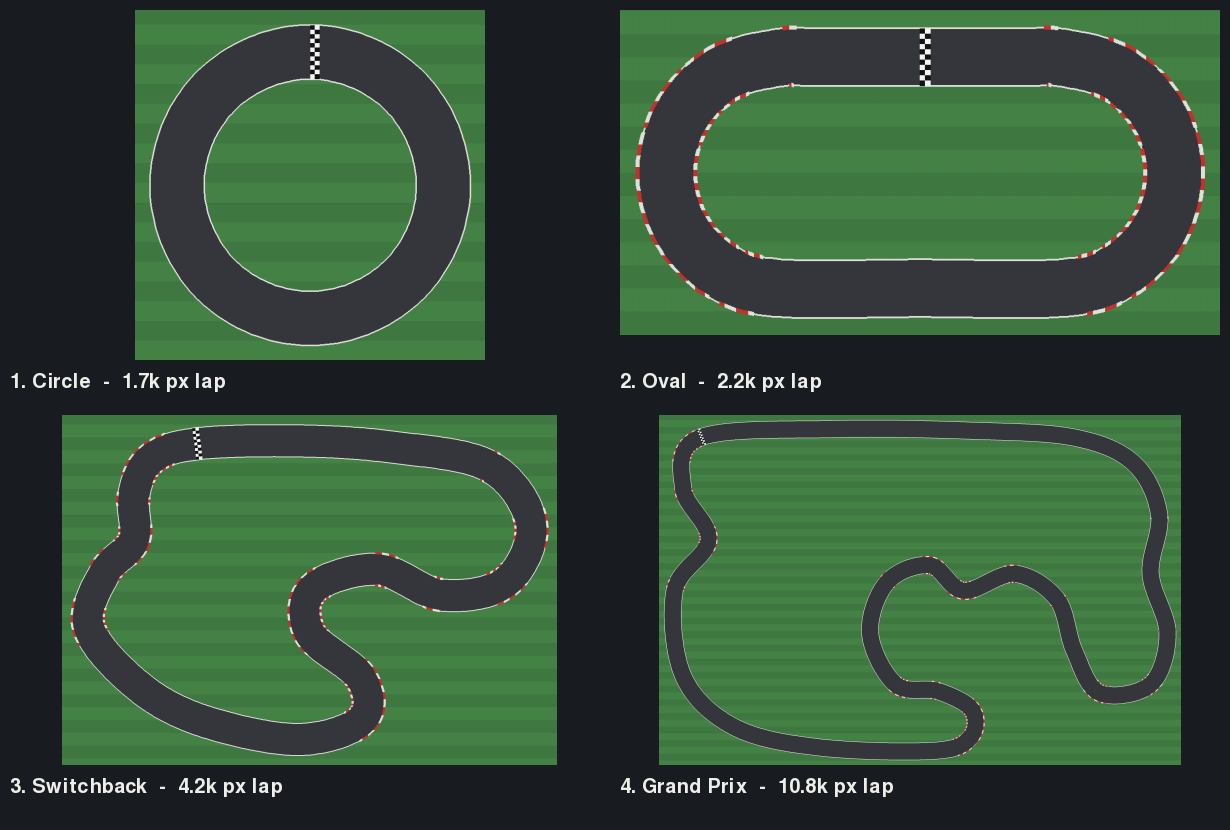 1. Circle - 1.7k px lap
2. Oval - 2.2k px lap
3. Switchback - 4.2k px lap
4. Grand Prix - 10.8k px lap